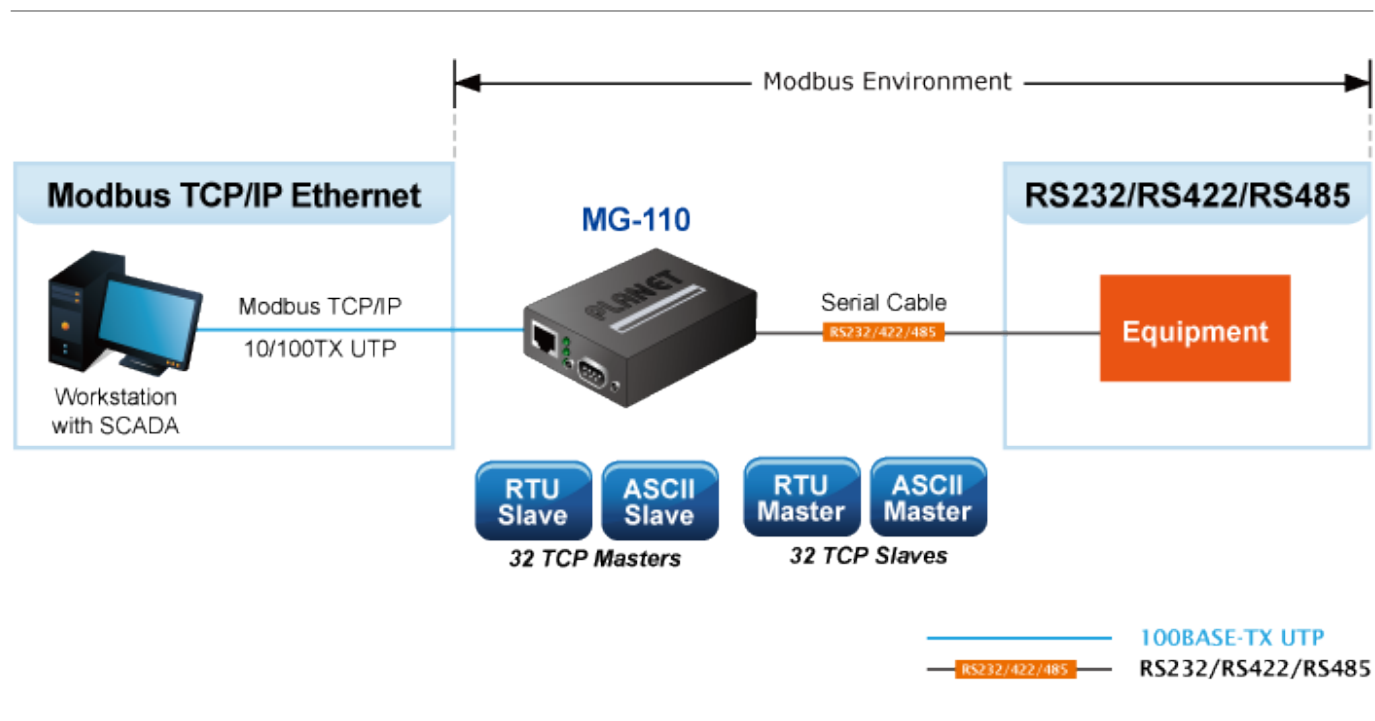 Modbus Environment
Modbus TCP/IP Ethernet
RS232/RS422/RS485
MG-110
PLANET
Modbus TCP/IP
10/100TX UTP
Serial Cable
RS232/422/485
Equipment
Workstation
with SCADA
RTU
Slave
ASCII
Slave
RTU
Master
ASCII
Master
32 TCP Masters
32 TCP Slaves
100BASE-TX UTP
RS232/422/485
RS232/RS422/RS485